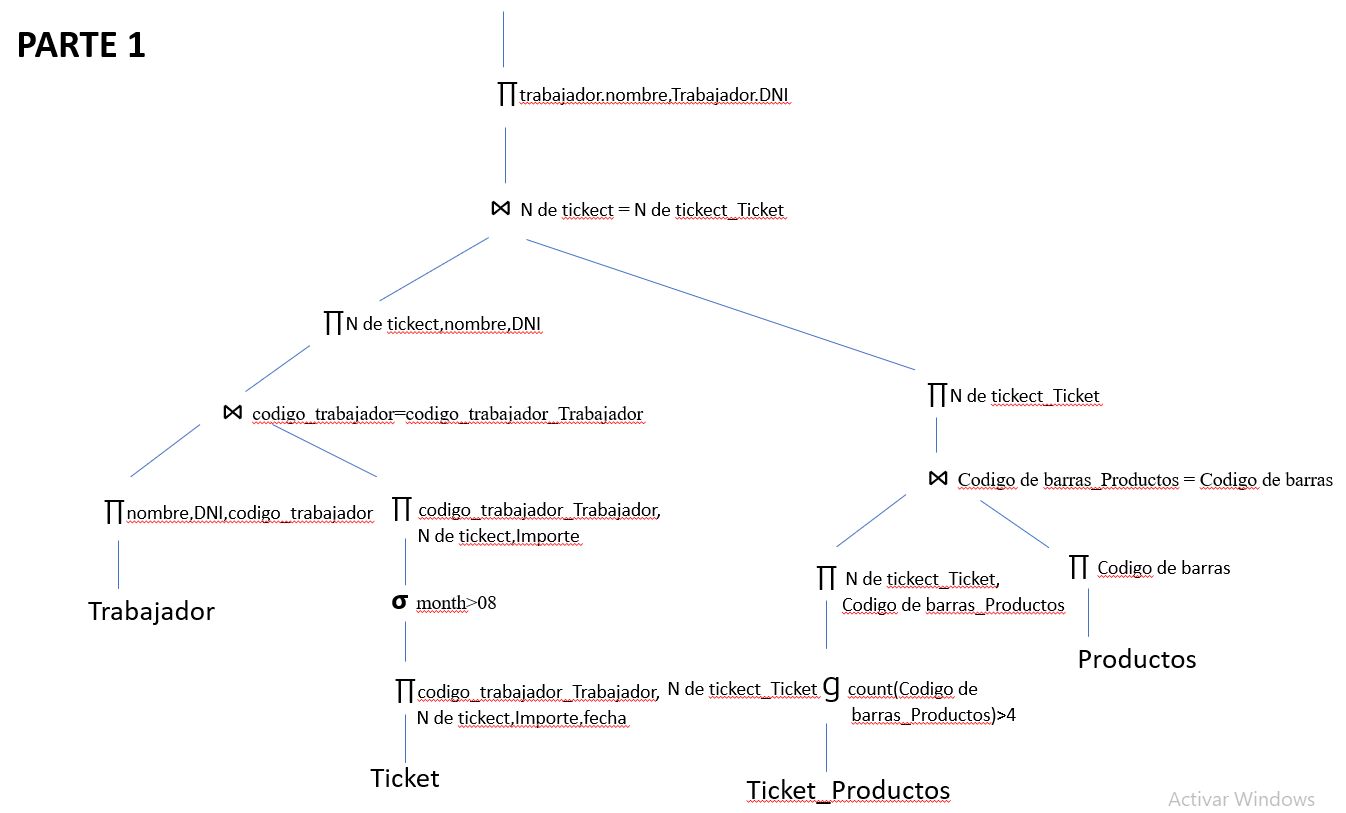 PARTE 1
∏ trabajador.nombre,Trabajador.DNI
⋈ N de tickect = N de tickect_Ticket
∏ N de tickect,nombre,DNI
∏ N de tickect_Ticket
⋈ codigo_trabajador=codigo_trabajador_Trabajador
⋈ Codigo de barras_Productos = Codigo de barras
∏ nombre,DNI,codigo_trabajador
∏ codigo_trabajador_Trabajador,
N de tickect,Importe
∏ N de tickect_Ticket,
Codigo de barras_Productos
∏ Codigo de barras
Trabajador
σ month>08
Productos
∏ codigo_trabajador_Trabajador,
N de tickect,Importe,fecha
N de tickect_Ticket g count(Codigo de
barras_Productos)>4
Ticket
Ticket_Productos
Activar Windows